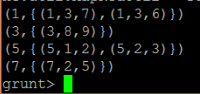 (1,{(1,3,7),(1,3,6)})
(3,{(3,8,9)})
(5,{(5,1,2),(5,2,3)})
(7,{(7,2,5)})
grunt>